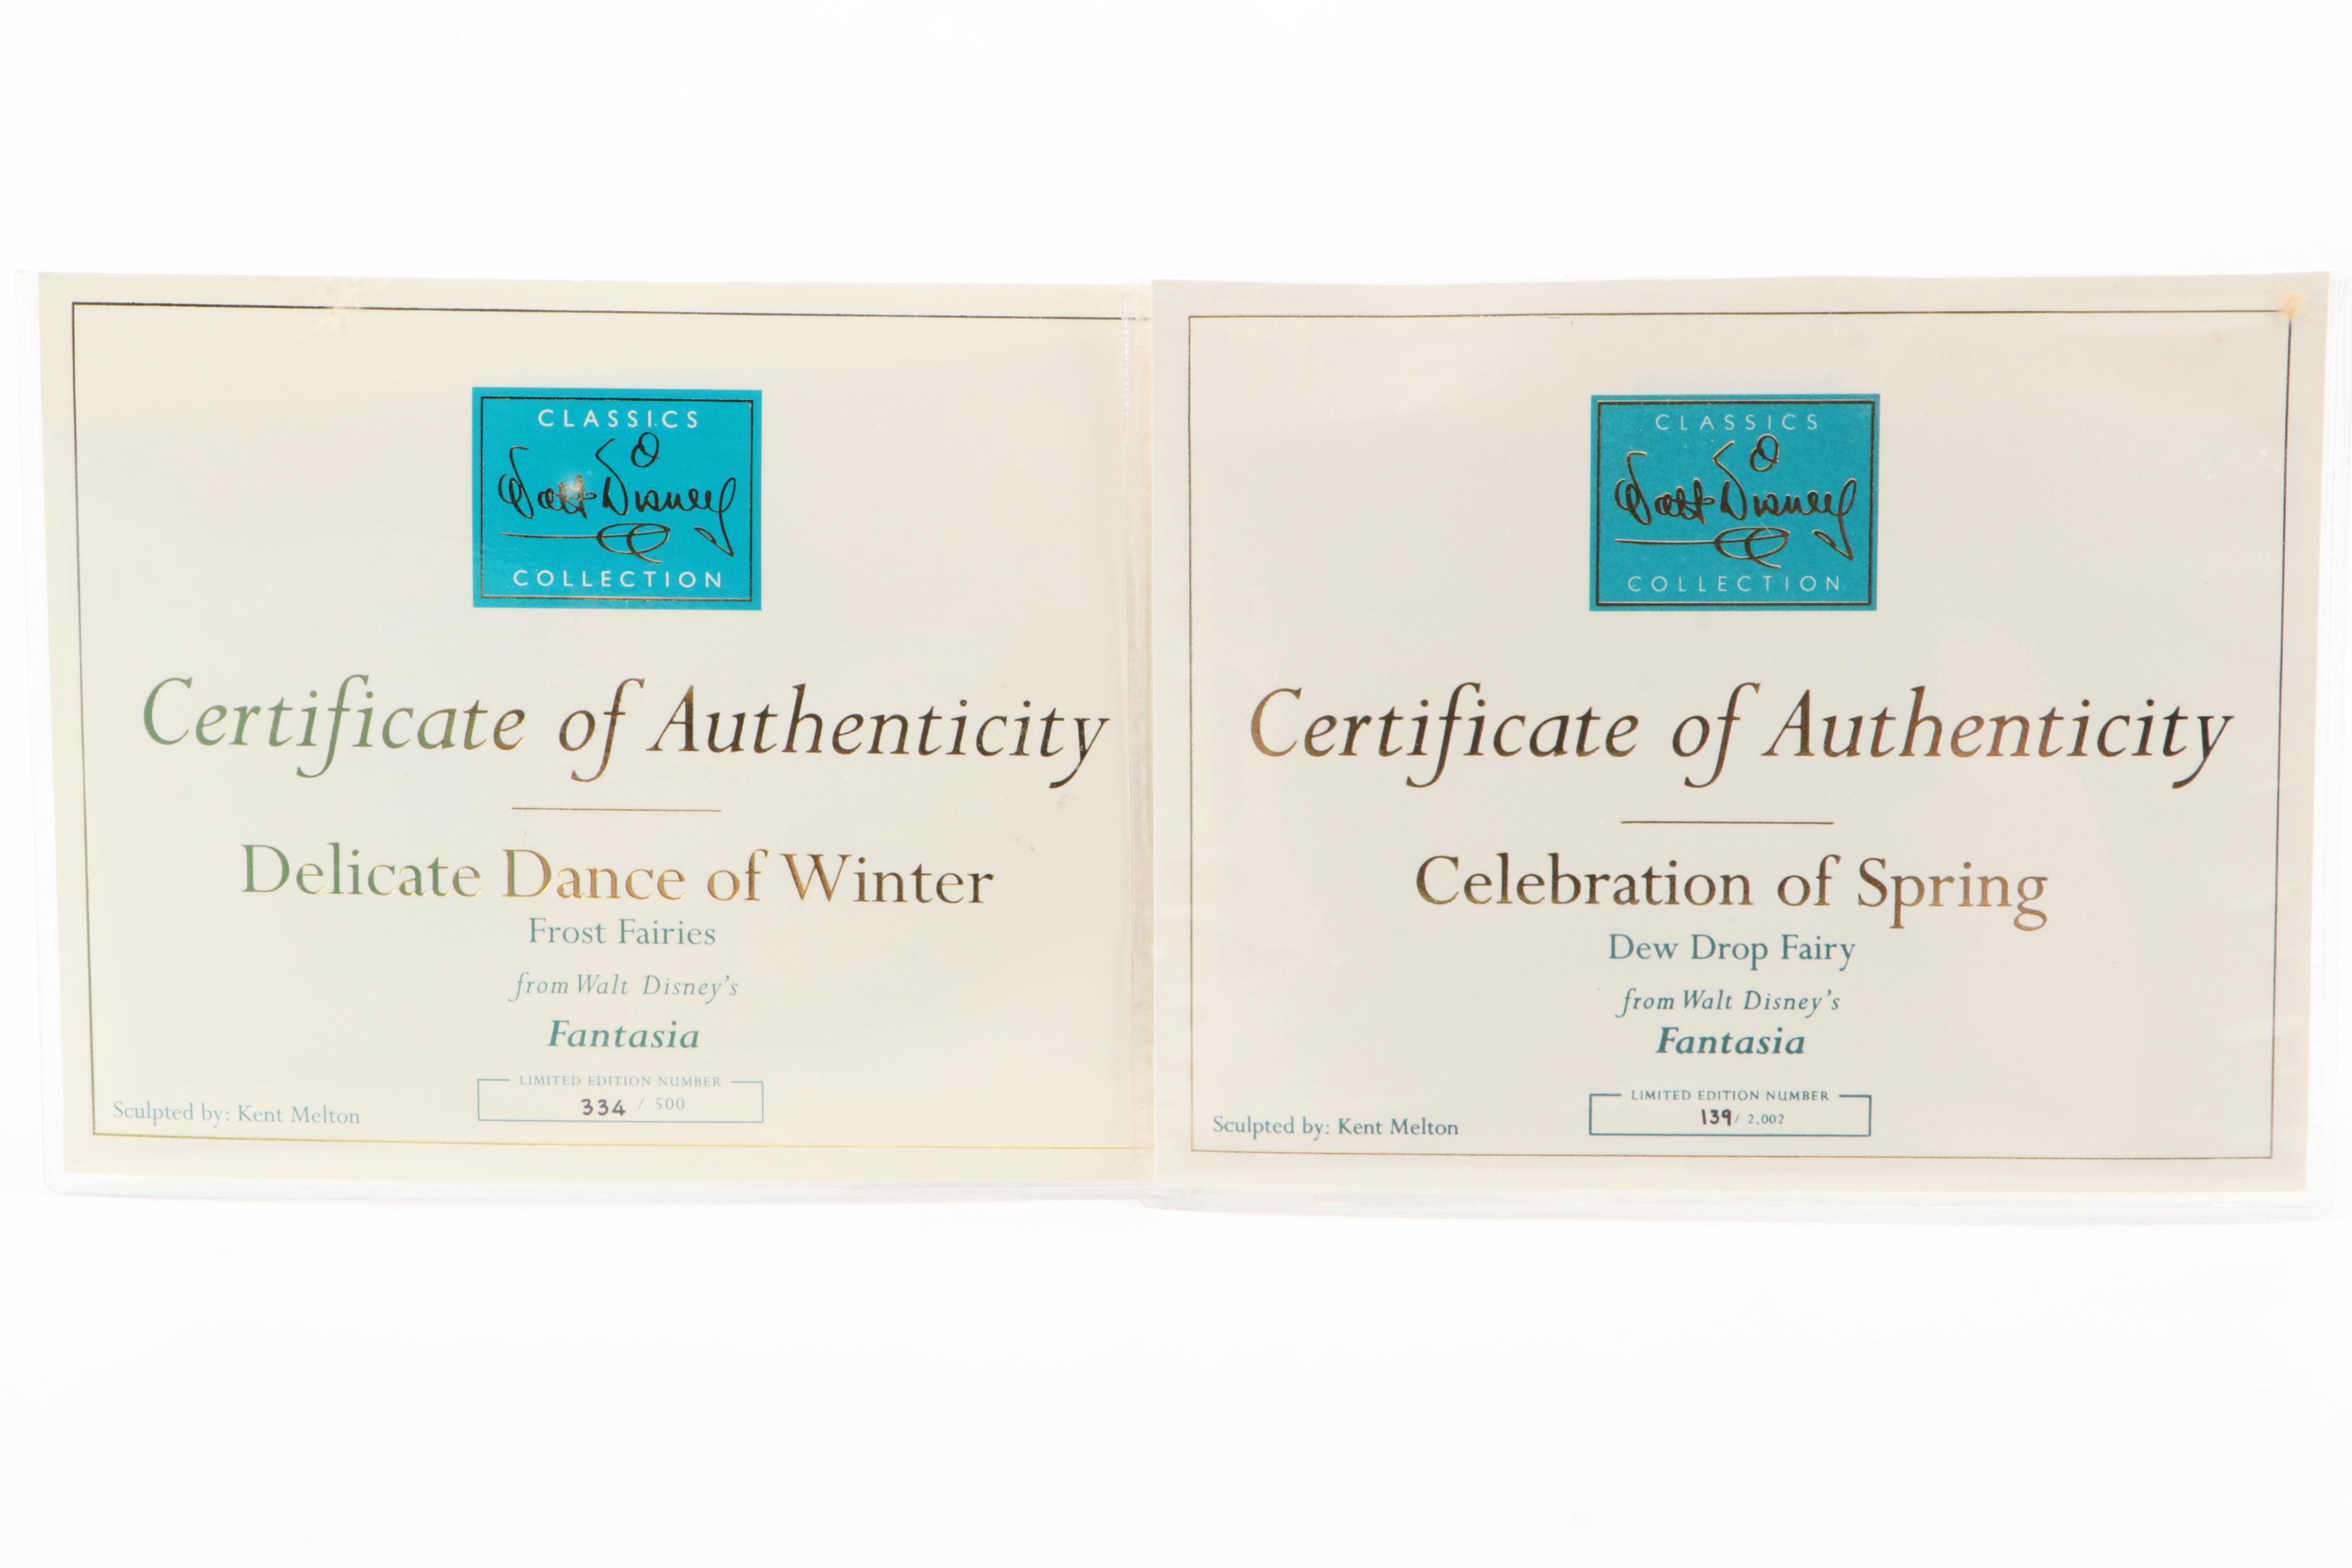 CLASSICS
Walt Disney
COLLECTION
Certificate of Authenticity
Delicate Dance of Winter
Frost Fairies
from Walt Disney's
Fantasia
LIMITED EDITION NUMBER
334 / 500
Sculpted by: Kent Melton
CLASSICS
Walt Disney
COLLECTION
Certificate of Authenticity
Celebration of Spring
Dew Drop Fairy
from Walt Disney's
Fantasia
LIMITED EDITION NUMBER
139 / 2,002
Sculpted by: Kent Melton